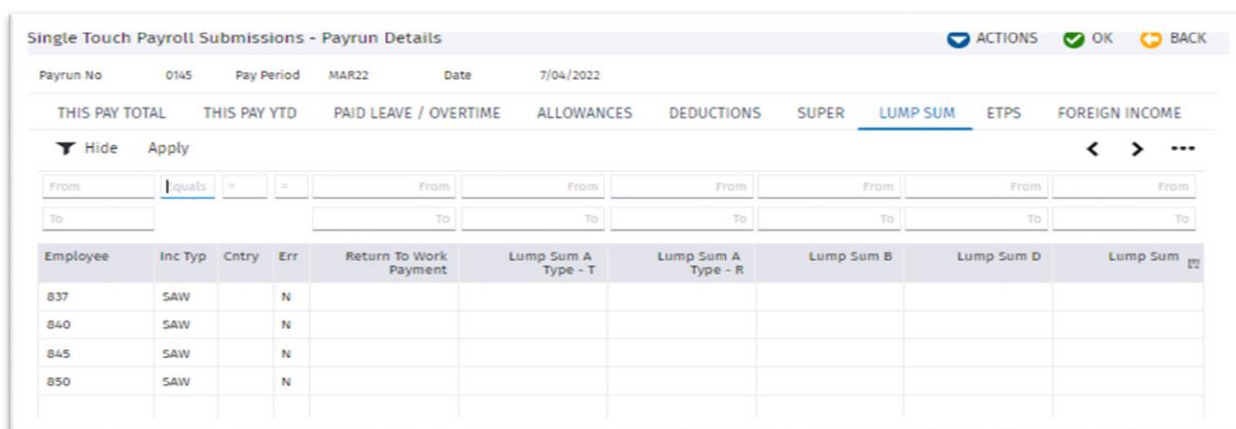 Single Touch Payroll Submissions - Payrun Details ACTIONS OK BACK
Payrun No 0145 Pay Period MAR22 Date 7/04/2022
THIS PAY TOTAL THIS PAY YTD PAID LEAVE / OVERTIME ALLOWANCES DEDUCTIONS SUPER LUMP SUM ETPS FOREIGN INCOME
Hide Apply
From Equals = = From From From From From From
To To To To To To To
Employee Inc Typ Cntry Err Return To Work Payment Lump Sum A Type - T Lump Sum A Type - R Lump Sum B Lump Sum D Lump Sum
837 SAW N
840 SAW N
845 SAW N
850 SAW N